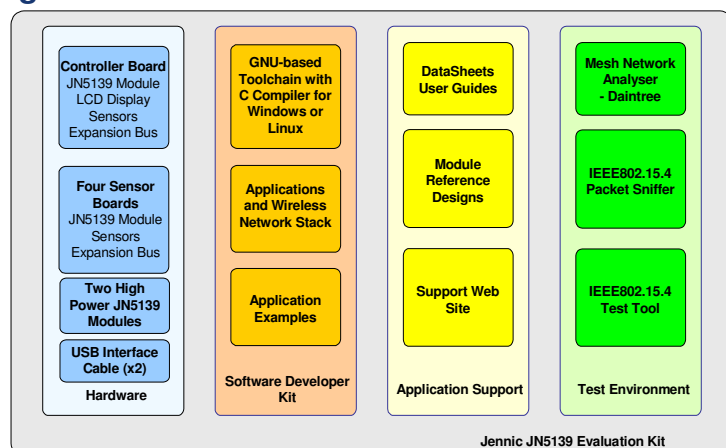 Controller Board
JN5139 Module
LCD Display
Sensors
Expansion Bus
Four Sensor
Boards
JN5139 Module
Sensors
Expansion Bus
Two High
Power JN5139
Modules
USB Interface
Cable (x2)
Hardware
GNU-based
Toolchain with
C Compiler for
Windows or
Linux
Applications
and Wireless
Network Stack
Application
Examples
Software Developer
Kit
DataSheets
User Guides
Module
Reference
Designs
Support Web
Site
Application Support
Mesh Network
Analyser
- Daintree
IEEE802.15.4
Packet Sniffer
IEEE802.15.4
Test Tool
Test Environment
Jennic JN5139 Evaluation Kit